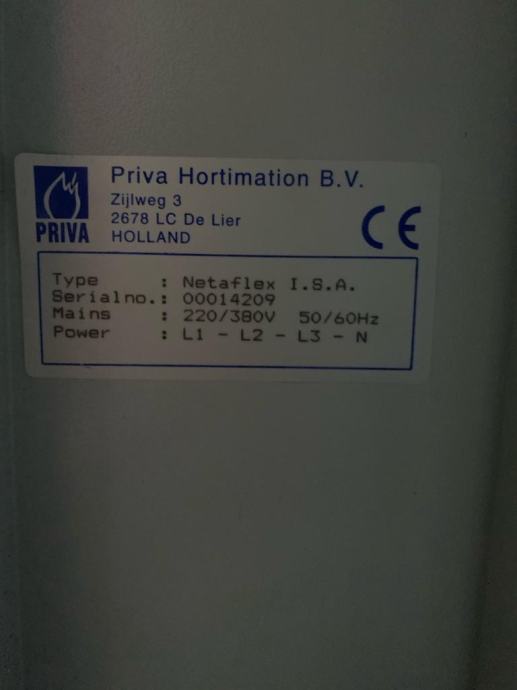 Priva Hortimation B.V.
Zijlweg 3
2678 LC De Lier
HOLLAND
PRIVA
CE
Type : Netaflex I.S.A.
Serialno.: 00014209
Mains : 220/380V 50/60Hz
Power : L1 - L2 - L3 - N